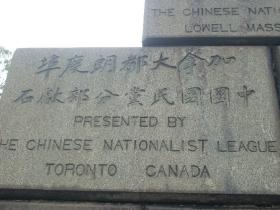 THE CHINESE NATI
LOWELL MASS
加拿大都朗度埠
中國國民黨分部献石
PRESENTED BY
HE CHINESE NATIONALIST LEAGUE
TORONTO CANADA